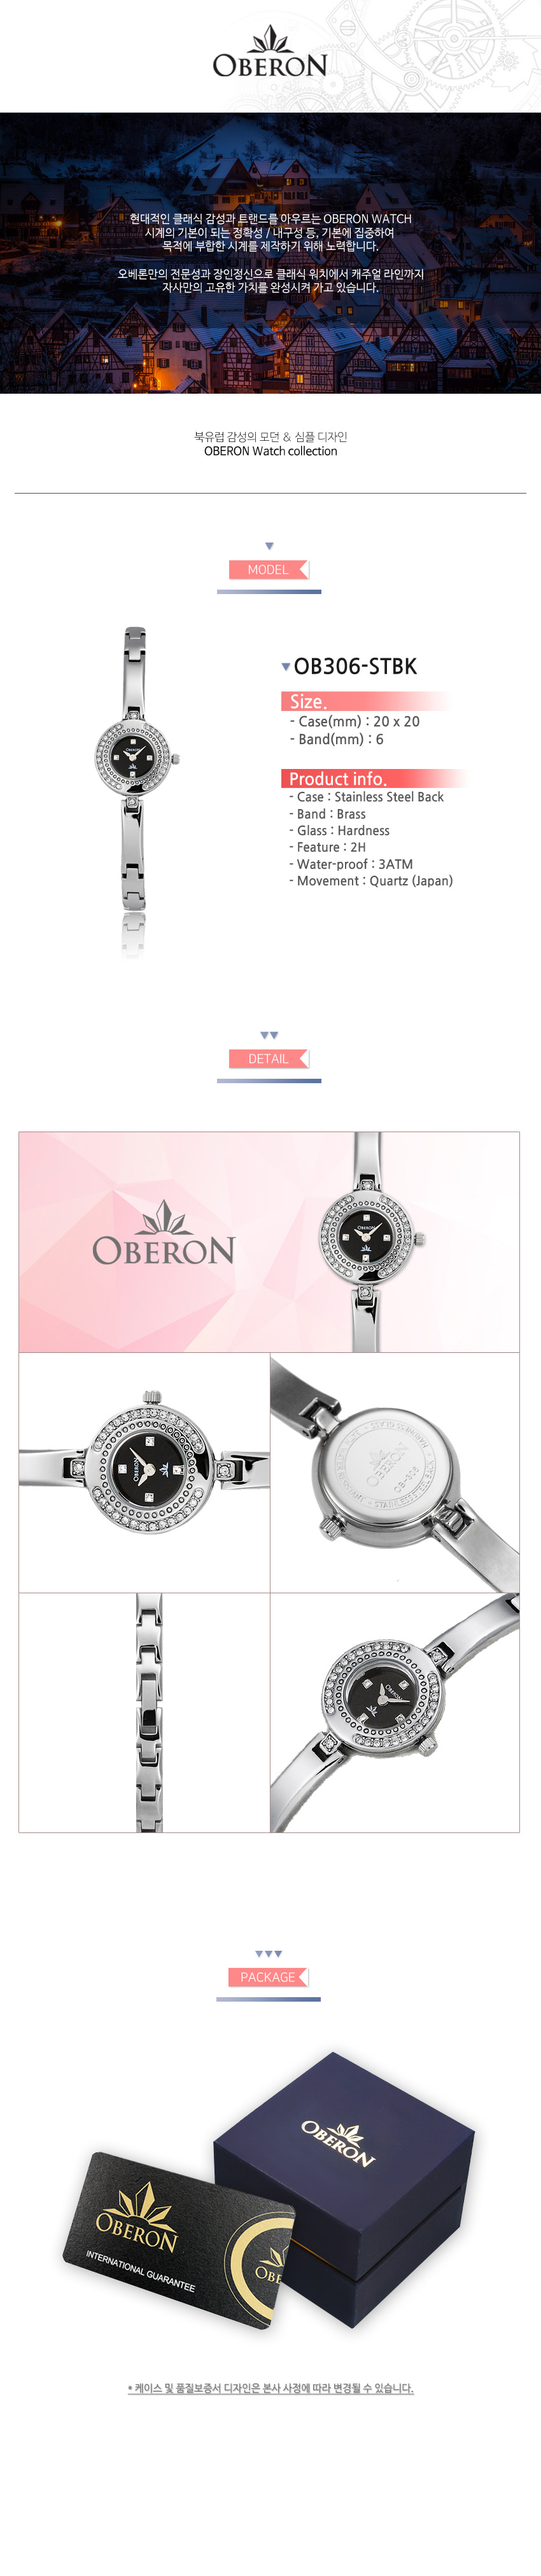 OBERON
현대적인 클래식 감성과 트랜드를 아우르는 OBERON WATCH
시계의 기본이 되는 정확성 / 내구성 등, 기본에 집중하여
목적에 부합한 시계를 제작하기 위해 노력합니다.
오베론만의 전문성과 장인정신으로 클래식 워치에서 캐주얼 라인까지
자사만의 고유한 가치를 완성시켜 가고 있습니다.
북유럽 감성의 모던 & 심플 디자인
OBERON Watch collection
MODEL
OB306-STBK
Size.
- Case(mm) : 20 x 20
- Band(mm) : 6
Product info.
- Case : Stainless Steel Back
- Band : Brass
- Glass : Hardness
- Feature : 2H
- Water-proof : 3ATM
- Movement : Quartz (Japan)
OBERON
DETAIL
OBERON
OBERON
OBERON
OBERON
STAINLESS STEEL BACK
OBERON
PACKAGE
OBERON
OBERON
INTERNATIONAL GUARANTEE
OBE
* 케이스 및 품질보증서 디자인은 본사 사정에 따라 변경될 수 있습니다.